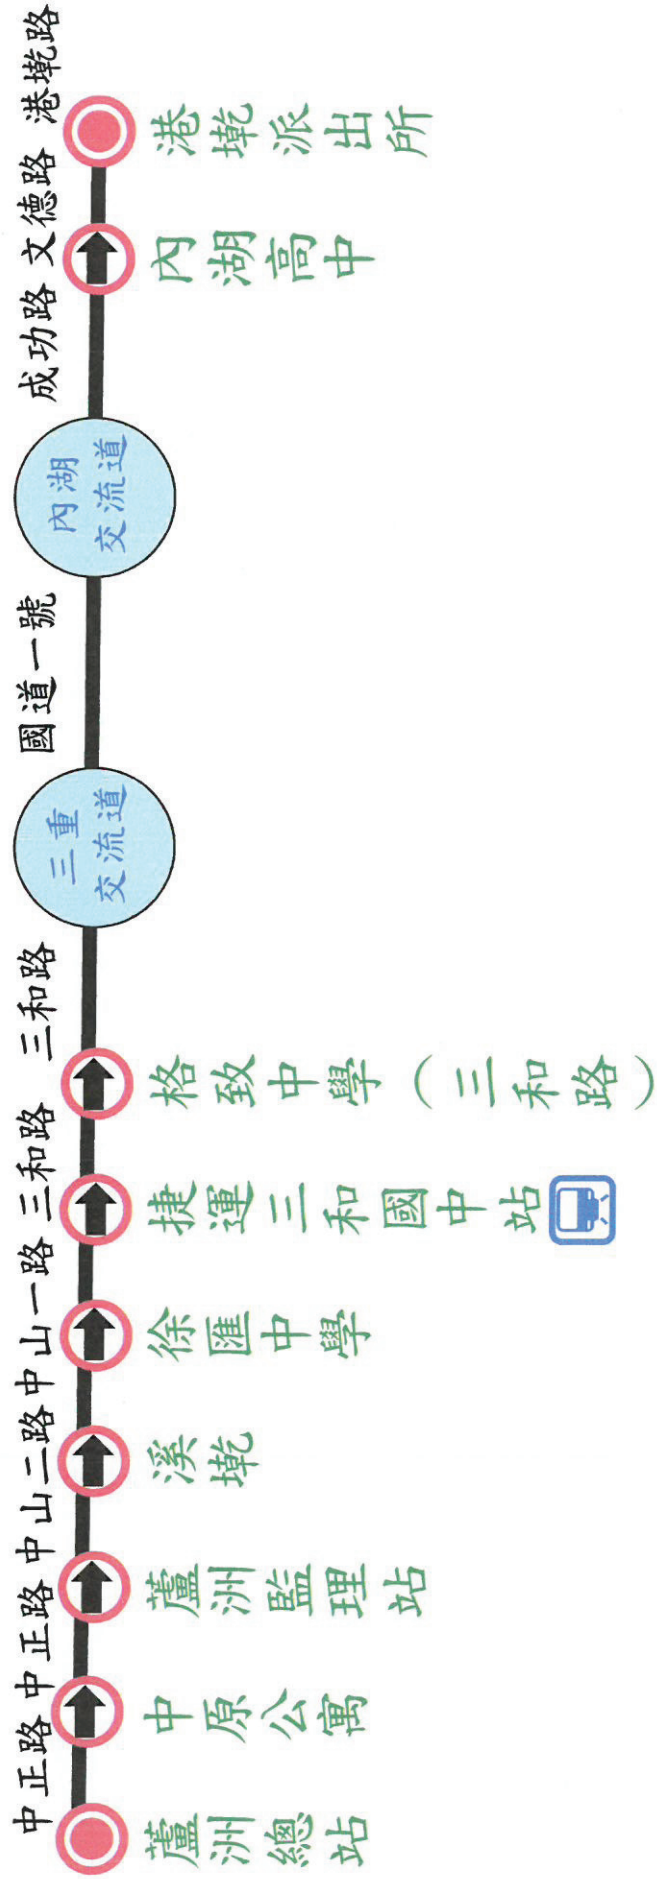 中正路
中正路
中山二路
中山一路
三和路
三和路
國道一號
成功路
文德路
港墘路
三重
交流道
內湖
交流道
蘆洲總站
中原公寓
蘆洲監理站
溪墘
徐匯中學
捷運三和國中站
格致中學(三和路)
內湖高中
港墘派出所